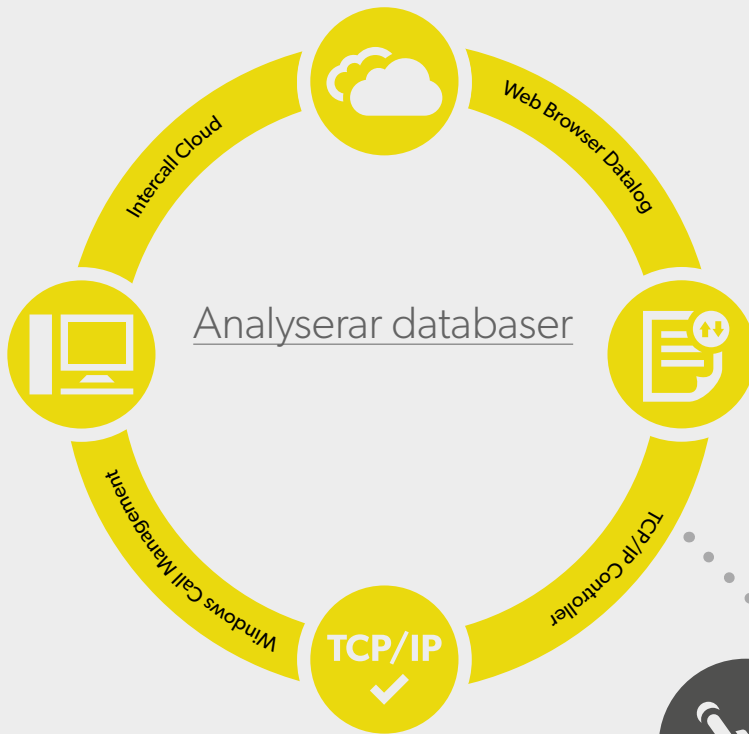 Intercall Cloud
Web Browser Datalog
Analyserar databaser
Windows Call Management
TCP/IP Controller
TCP/IP